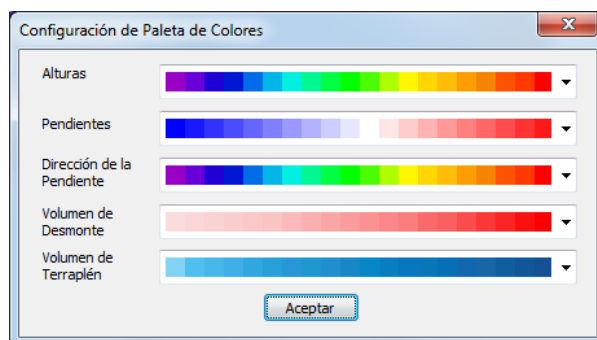 Configuración de Paleta de Colores
Alturas
Pendientes
Dirección de la
Pendiente
Volumen de
Desmonte
Volumen de
Terraplén
Aceptar